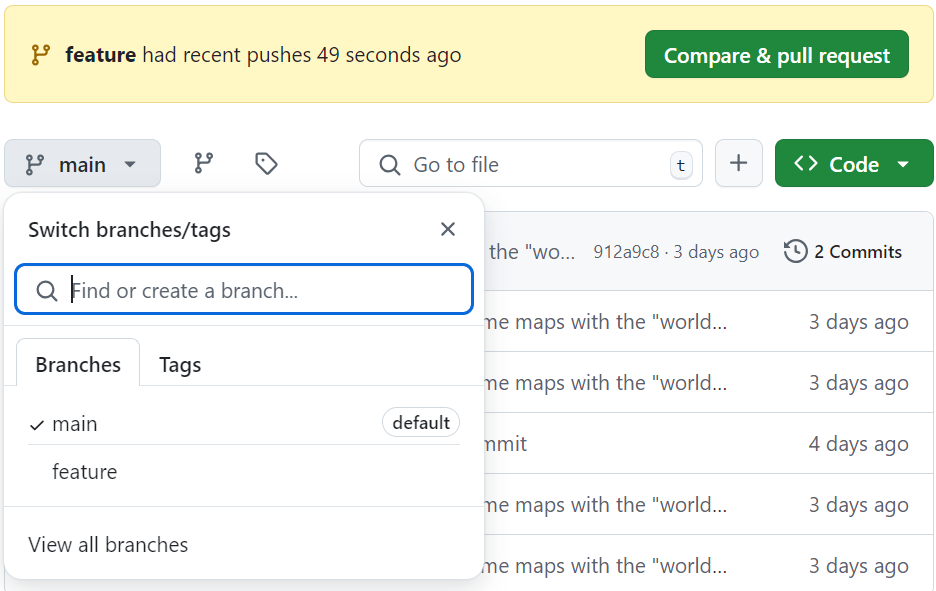 feature had recent pushes 49 seconds ago
Compare & pull request
main
Go to file
t
Code
Switch branches/tags
the "wo... 912a9c8 · 3 days ago 2 Commits
Find or create a branch...
me maps with the "world... 3 days ago
Branches Tags
me maps with the "world... 3 days ago
main default
mmit 4 days ago
feature
me maps with the "world... 3 days ago
View all branches
me maps with the "world... 3 days ago